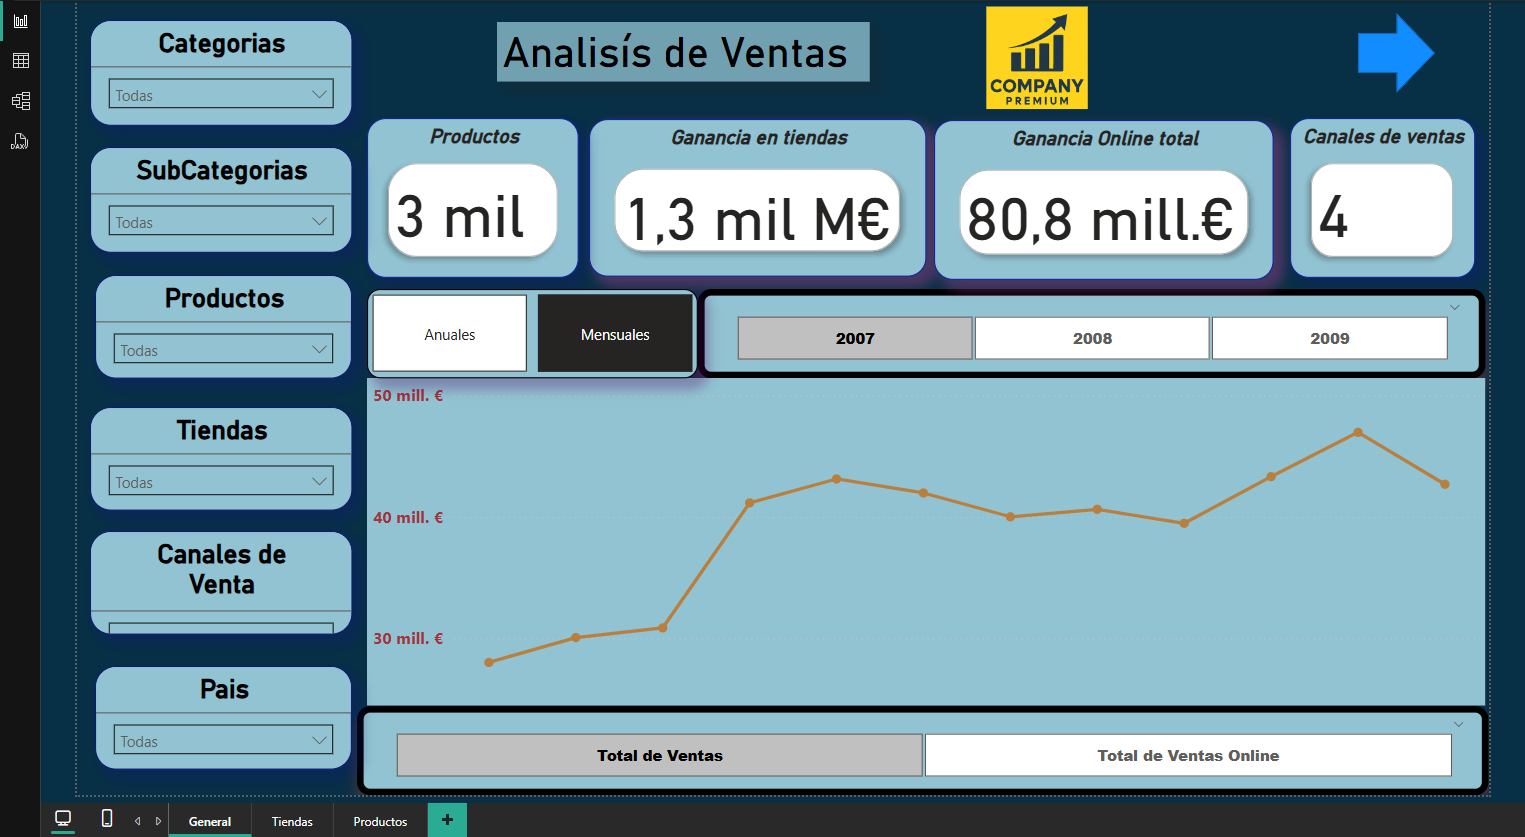 Categorias
Todas
SubCategorias
Todas
Productos
Todas
Tiendas
Todas
Canales de
Venta
Pais
Todas
Analisís de Ventas
COMPANY
PREMIUM
Productos
3 mil
Ganancia en tiendas
1,3 mil M€
Ganancia Online total
80,8 mill.€
Canales de ventas
4
Anuales
Mensuales
2007
2008
2009
50 mill. €
40 mill. €
30 mill. €
Total de Ventas
Total de Ventas Online
General
Tiendas
Productos
+
DAX